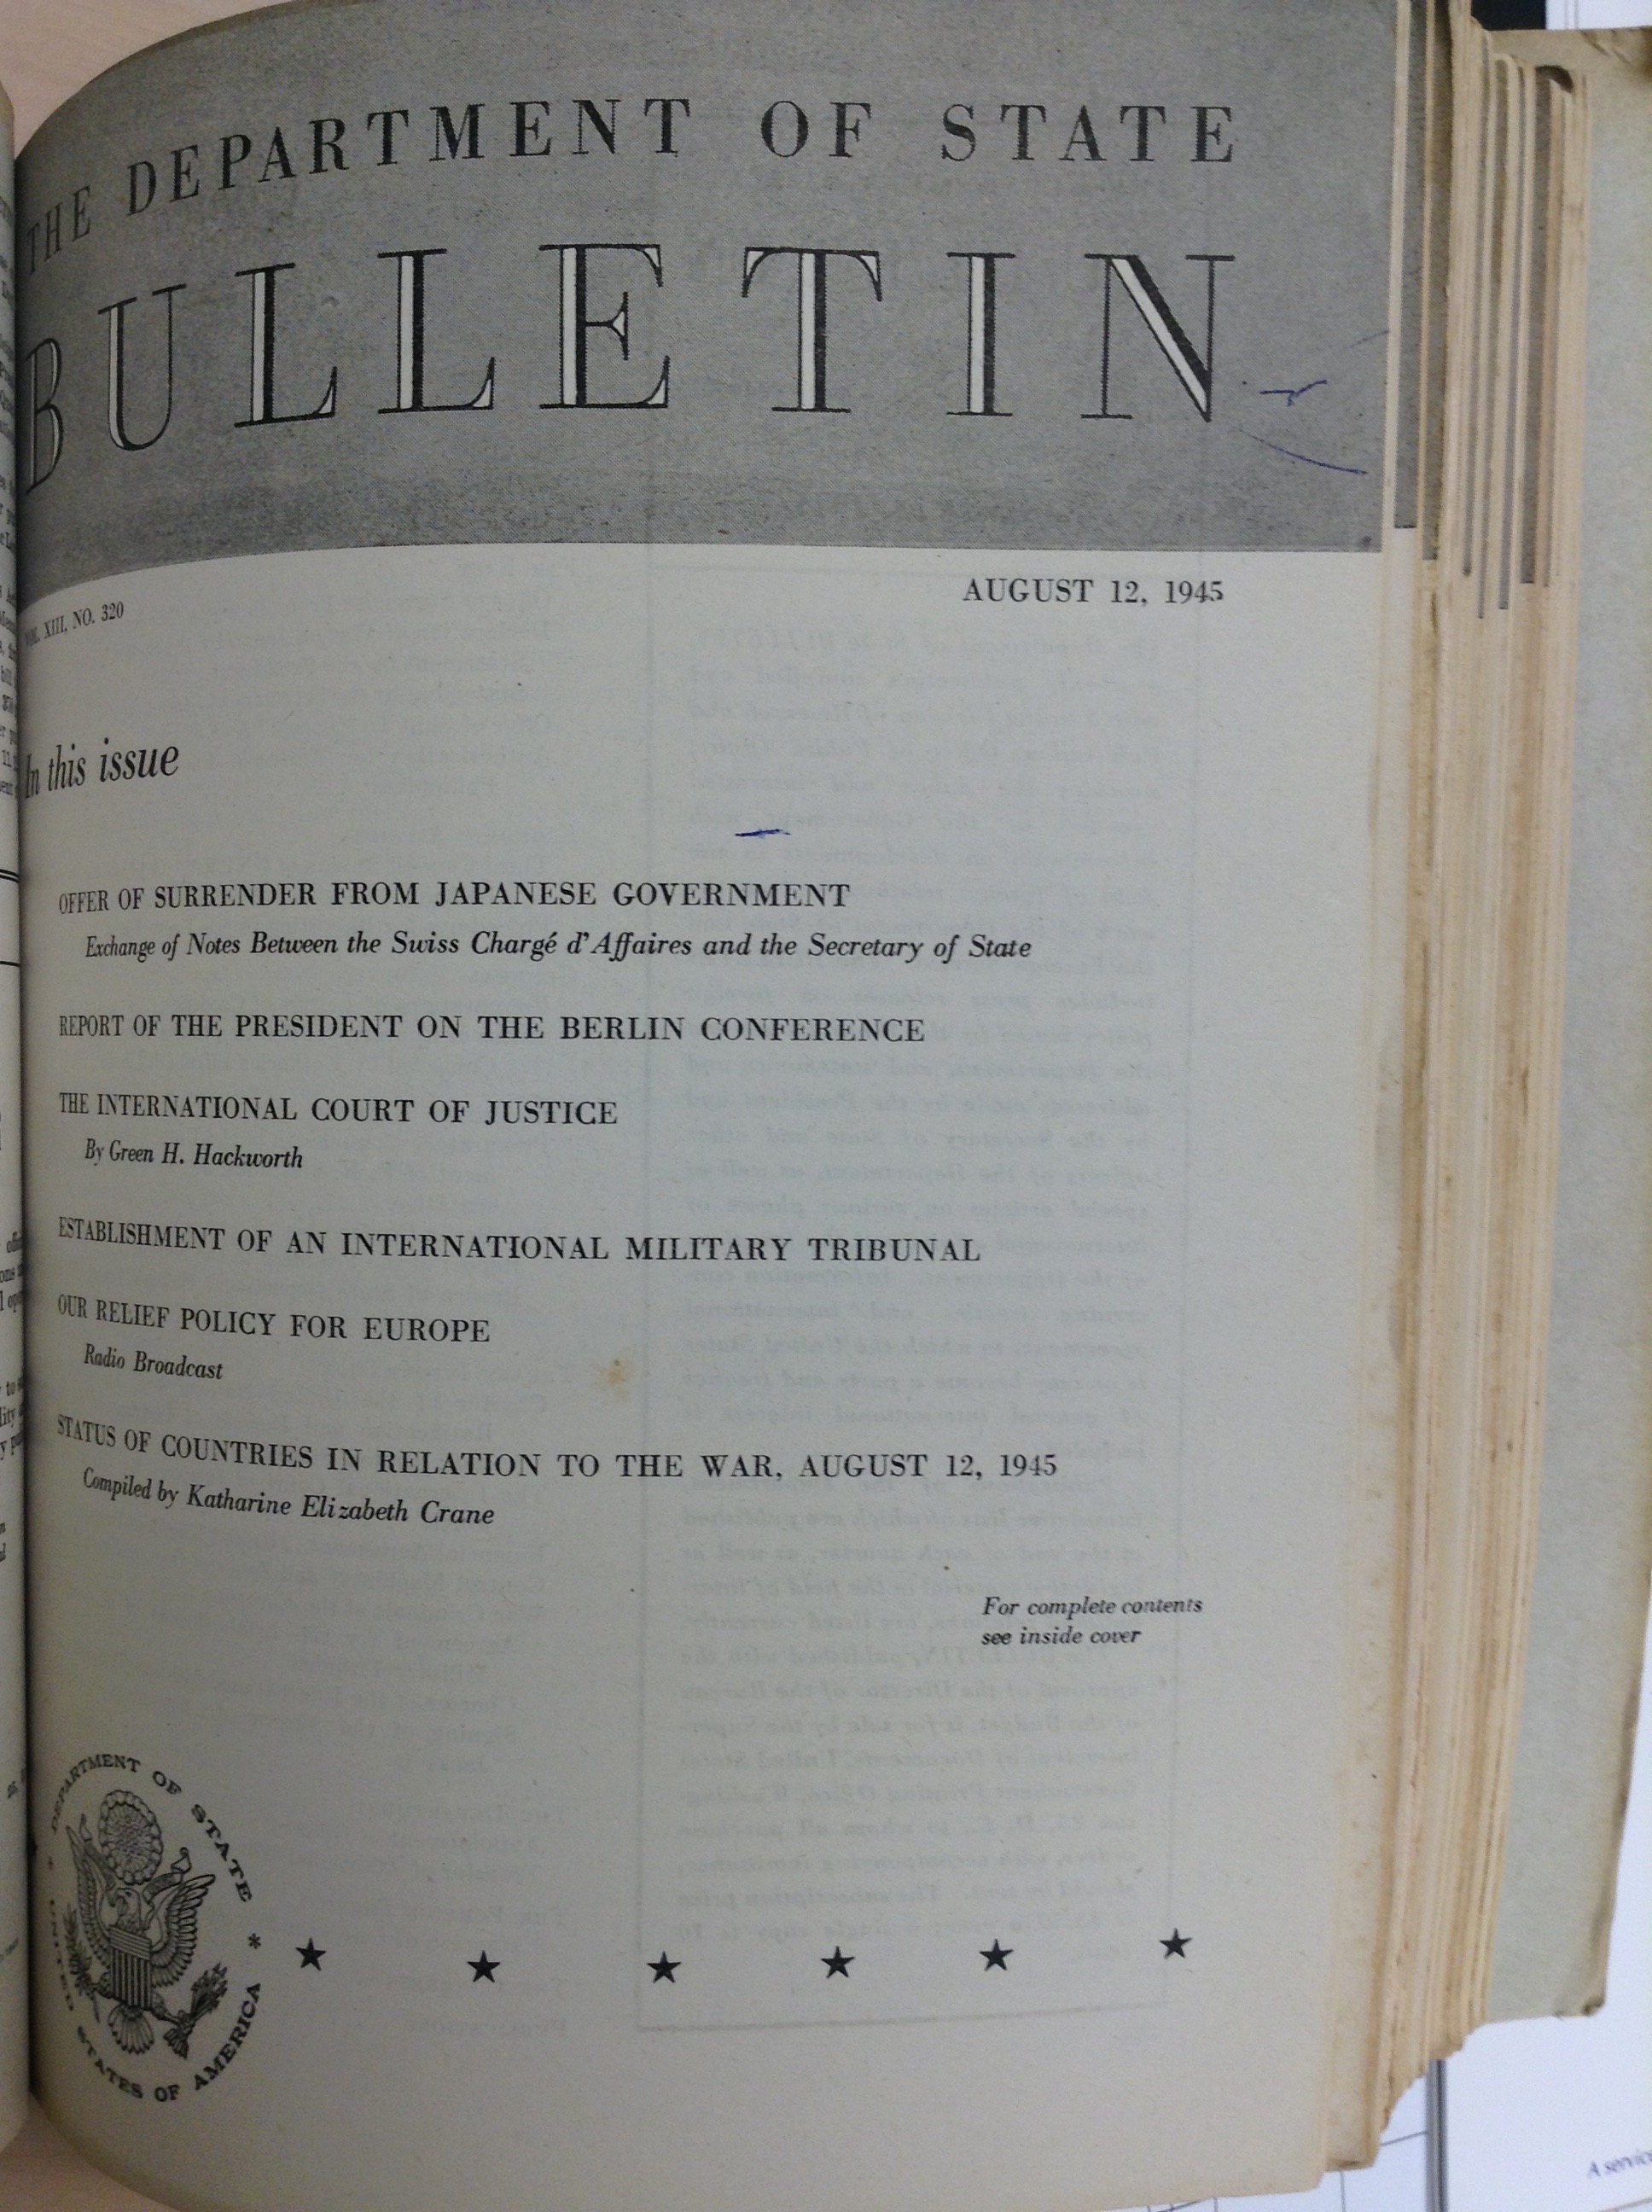 THE DEPARTMENT OF STATE
BULLETIN
VOL. XIII, NO. 320
AUGUST 12, 1945
In this issue
OFFER OF SURRENDER FROM JAPANESE GOVERNMENT
Exchange of Notes Between the Swiss Chargé d'Affaires and the Secretary of State
REPORT OF THE PRESIDENT ON THE BERLIN CONFERENCE
THE INTERNATIONAL COURT OF JUSTICE
By Green H. Hackworth
ESTABLISHMENT OF AN INTERNATIONAL MILITARY TRIBUNAL
OUR RELIEF POLICY FOR EUROPE
Radio Broadcast
STATUS OF COUNTRIES IN RELATION TO THE WAR, AUGUST 12, 1945
Compiled by Katharine Elizabeth Crane
For complete contents
see inside cover
DEPARTMENT OF STATE * UNITED STATES OF AMERICA *
A service